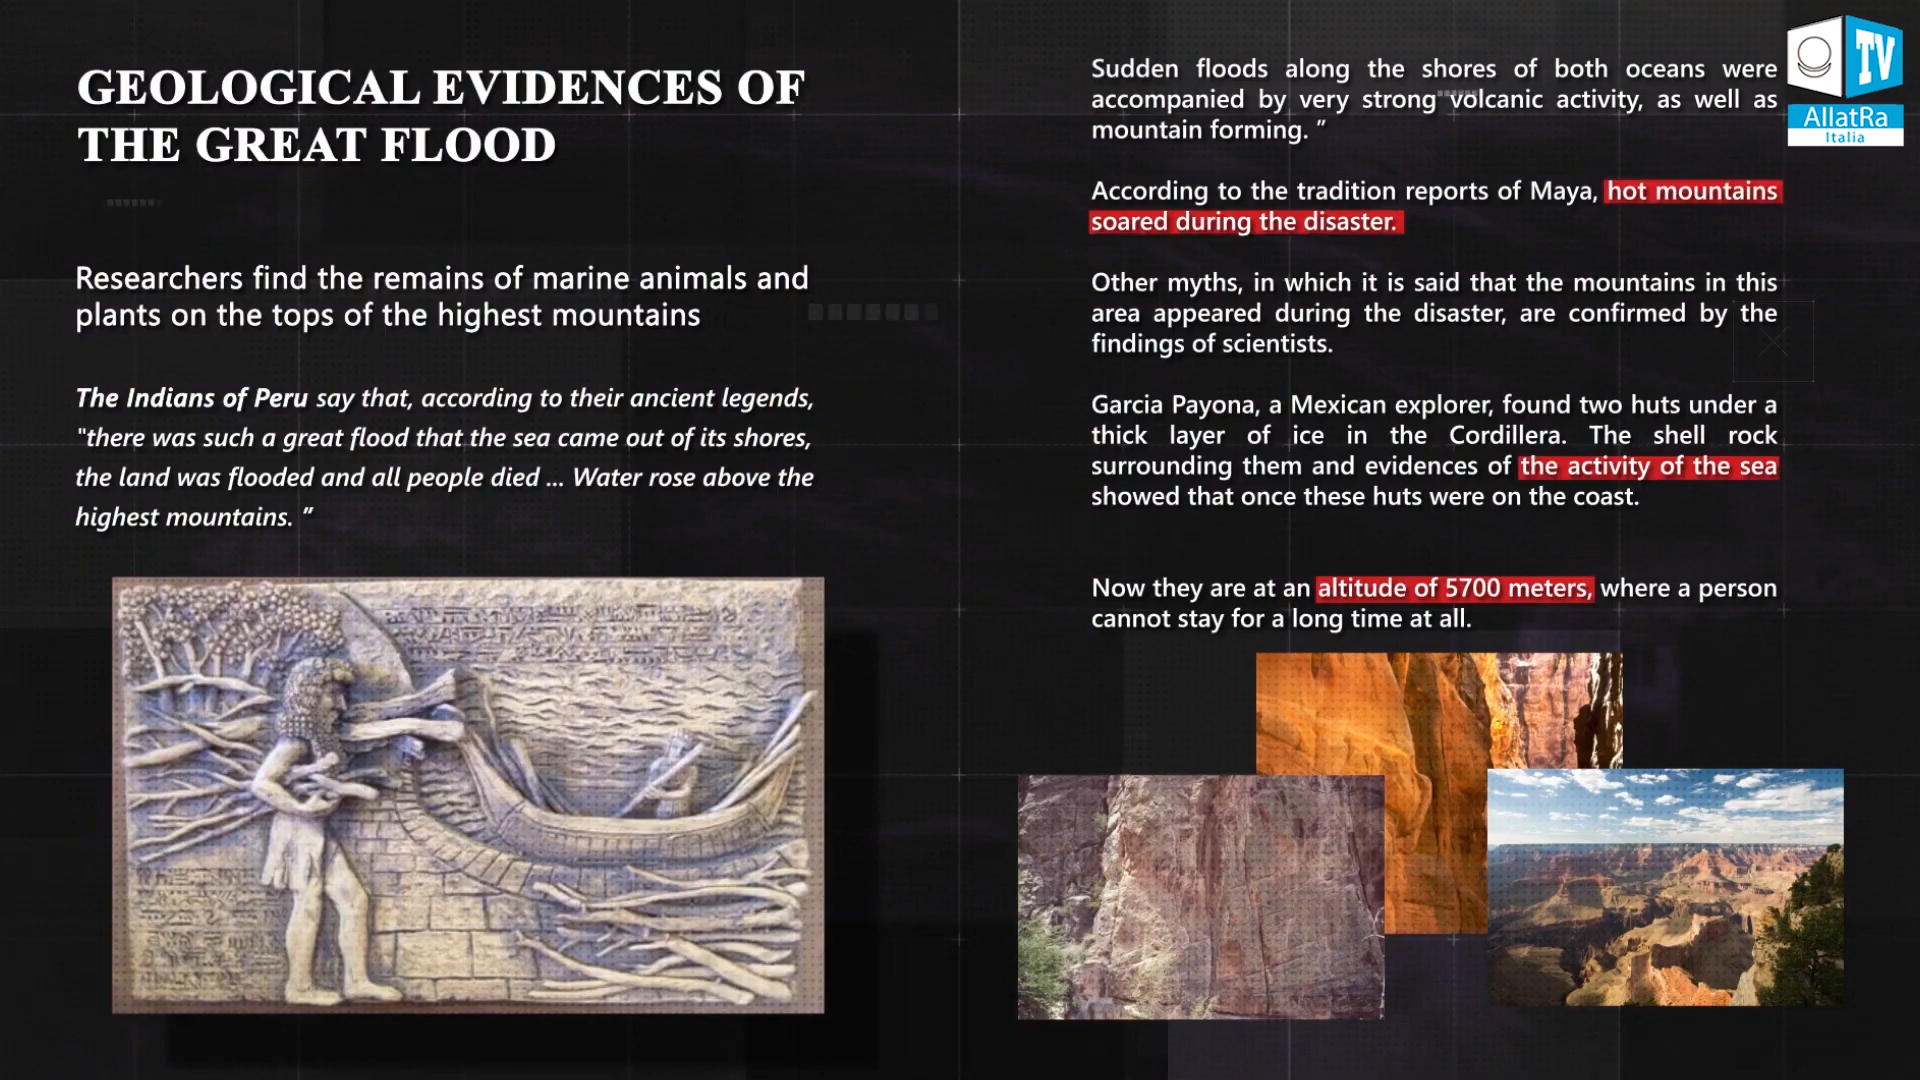 GEOLOGICAL EVIDENCES OF
THE GREAT FLOOD
Researchers find the remains of marine animals and
plants on the tops of the highest mountains
The Indians of Peru say that, according to their ancient legends,
"there was such a great flood that the sea came out of its shores,
the land was flooded and all people died ... Water rose above the
highest mountains. ”
Sudden floods along the shores of both oceans were
accompanied by very strong volcanic activity, as well as
mountain forming. ”
According to the tradition reports of Maya, hot mountains
soared during the disaster.
Other myths, in which it is said that the mountains in this
area appeared during the disaster, are confirmed by the
findings of scientists.
Garcia Payona, a Mexican explorer, found two huts under a
thick layer of ice in the Cordillera. The shell rock
surrounding them and evidences of the activity of the sea
showed that once these huts were on the coast.
Now they are at an altitude of 5700 meters, where a person
cannot stay for a long time at all.
TV
AllatRa
Italia